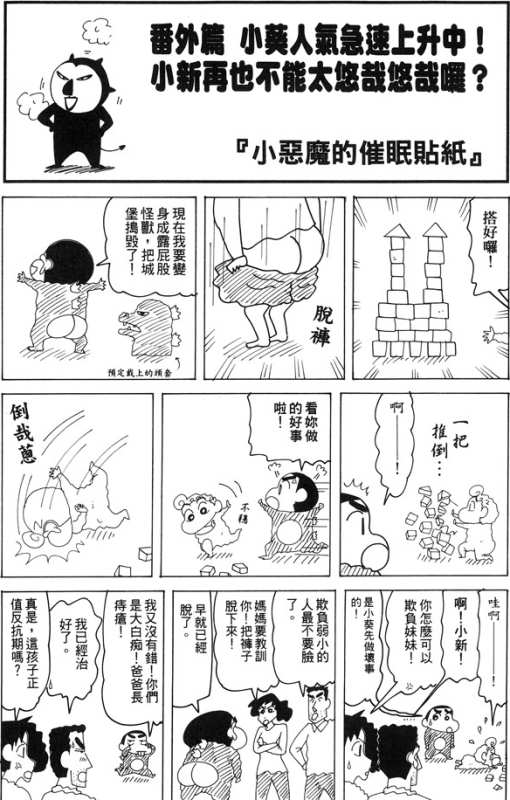 番外篇 小葵人氣急速上升中！
小新再也不能太悠哉悠哉囉？
『小惡魔的催眠貼紙』
搭好囉！
脫褲
現在我要變
身成露屁股
怪獸，把城
堡搗毀了！
預定戴上的頭套
一把
推倒…
啊——！
看妳做
的好事
啦！
不穩
倒哉蔥
哇啊——！
啊！小新！
你怎麼可以
欺負妹妹！
是小葵先做壞事
的！
欺負弱小的
人最不要臉
了。
媽媽要教訓
你！把褲子
脫下來！
早就已經
脫了。
我又沒有錯！你們
是大白痴！爸爸長
痔瘡！
我已經治
好了。
真是，這孩子正
值反抗期嗎？